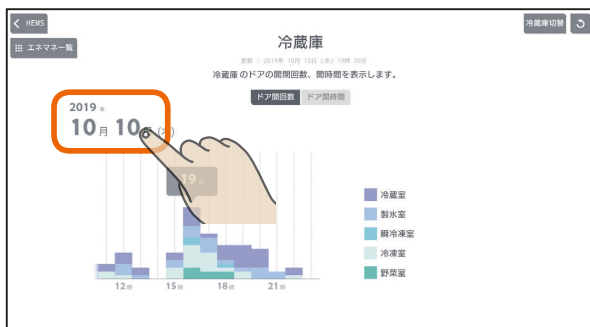 HEMS
冷蔵庫切替
エネマネ一覧
冷蔵庫
更新 : 2019年 10月 10日 (木) 19時 20分
冷蔵庫のドアの開閉回数、開時間を表示します。
ドア開回数 ドア開時間
2019 年
10月 10日 (木)
19回
冷蔵室
製氷室
瞬冷凍室
冷凍室
野菜室
12時 15時 18時 21時